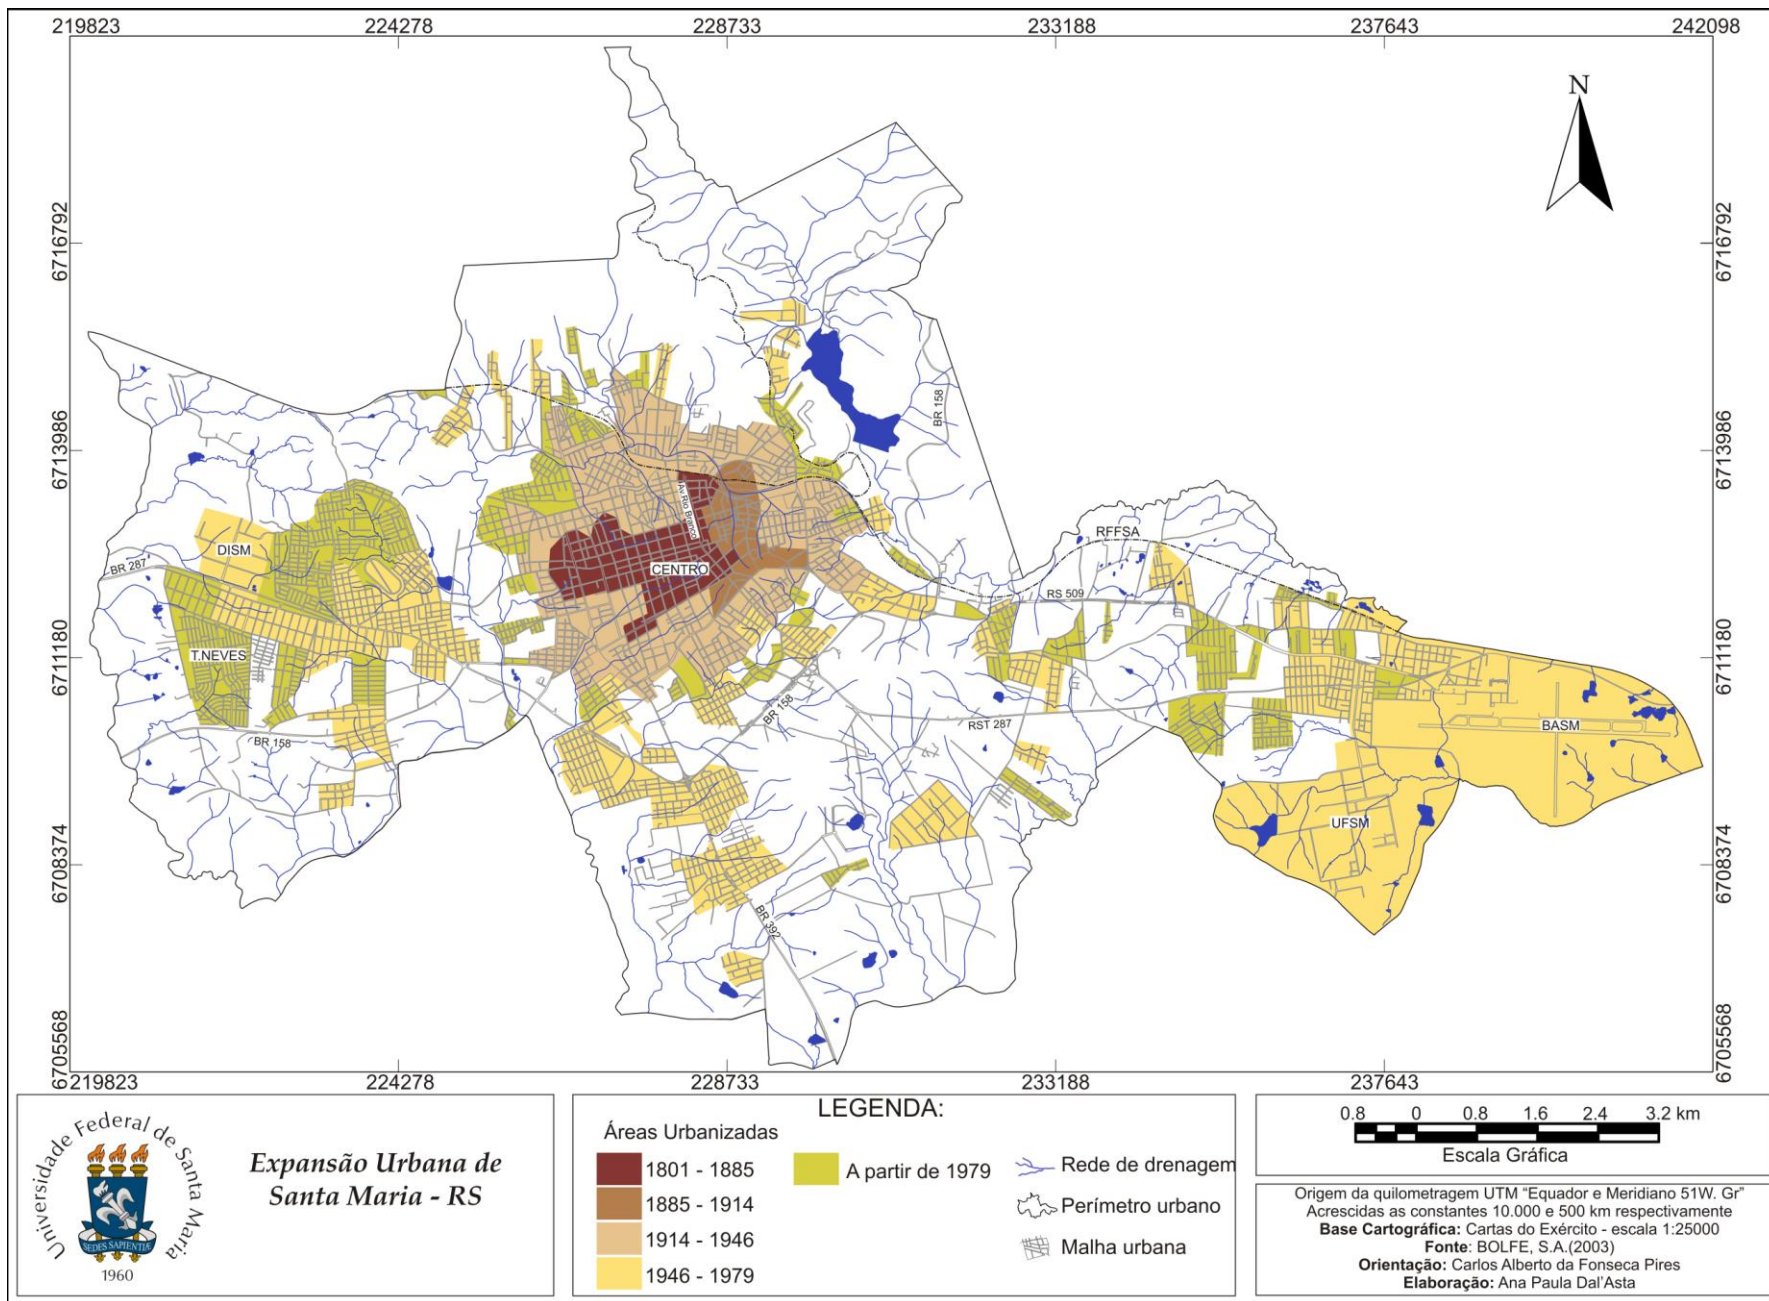 219823
224278
228733
233188
237643
242098
6716792
6716792
6713986
6713986
6711180
6711180
6708374
6708374
6705568
6705568
N
BR 158
Av Rio Branco
CENTRO
RFFSA
RS 509
DISM
BR 287
T.NEVES
BR 158
BR 158
RST 287
BASM
UFSM
BR 392
219823
224278
228733
233188
237643
Universidade Federal de Santa Maria
SEDES SAPIENTIÆ
1960
Expansão Urbana de
Santa Maria - RS
LEGENDA:
Áreas Urbanizadas
1801 - 1885
1885 - 1914
1914 - 1946
1946 - 1979
A partir de 1979
Rede de drenagem
Perímetro urbano
Malha urbana
0.8 0 0.8 1.6 2.4 3.2 km
Escala Gráfica
Origem da quilometragem UTM “Equador e Meridiano 51W. Gr”
Acrescidas as constantes 10.000 e 500 km respectivamente
Base Cartográfica: Cartas do Exército - escala 1:25000
Fonte: BOLFE, S.A.(2003)
Orientação: Carlos Alberto da Fonseca Pires
Elaboração: Ana Paula Dal'Asta